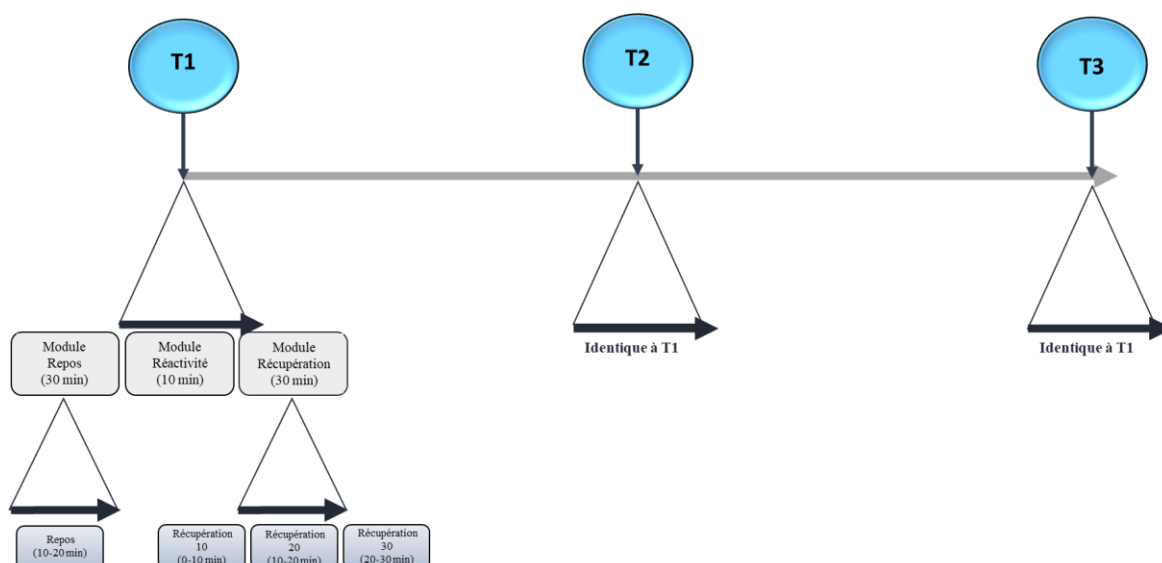 T1
T2
T3
Module
Repos
(30 min)
Module
Réactivité
(10 min)
Module
Récupération
(30 min)
Identique à T1
Identique à T1
Repos
(10-20 min)
Récupération
10
(0-10 min)
Récupération
20
(10-20 min)
Récupération
30
(20-30 min)